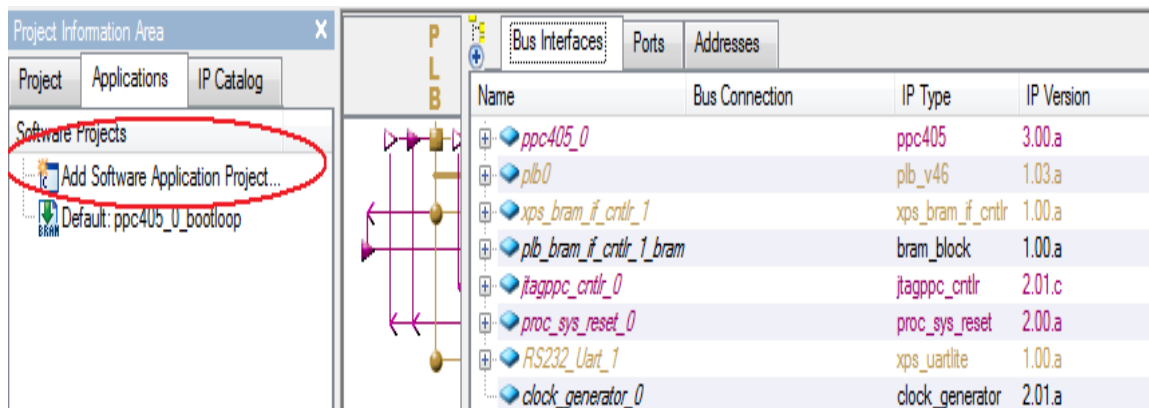 Project Information Area X
Project Applications IP Catalog
Software Projects
Add Software Application Project...
BRAM Default: ppc405_0_bootloop
P
L
B
Bus Interfaces Ports Addresses
Name Bus Connection IP Type IP Version
ppc405_0 ppc405 3.00.a
plb0 plb_v46 1.03.a
xps_bram_if_cntlr_1 xps_bram_if_cntlr 1.00.a
plb_bram_if_cntlr_1_bram bram_block 1.00.a
jtagppc_cntlr_0 jtagppc_cntlr 2.01.c
proc_sys_reset_0 proc_sys_reset 2.00.a
RS232_Uart_1 xps_uartlite 1.00.a
clock_generator_0 clock_generator 2.01.a